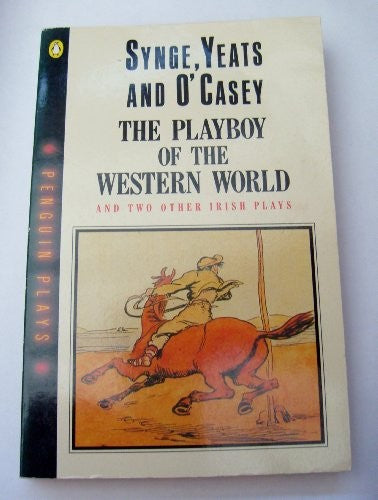 SYNGE, YEATS
AND O'CASEY
THE PLAYBOY
OF THE
WESTERN WORLD
AND TWO OTHER IRISH PLAYS
PENGUIN PLAYS